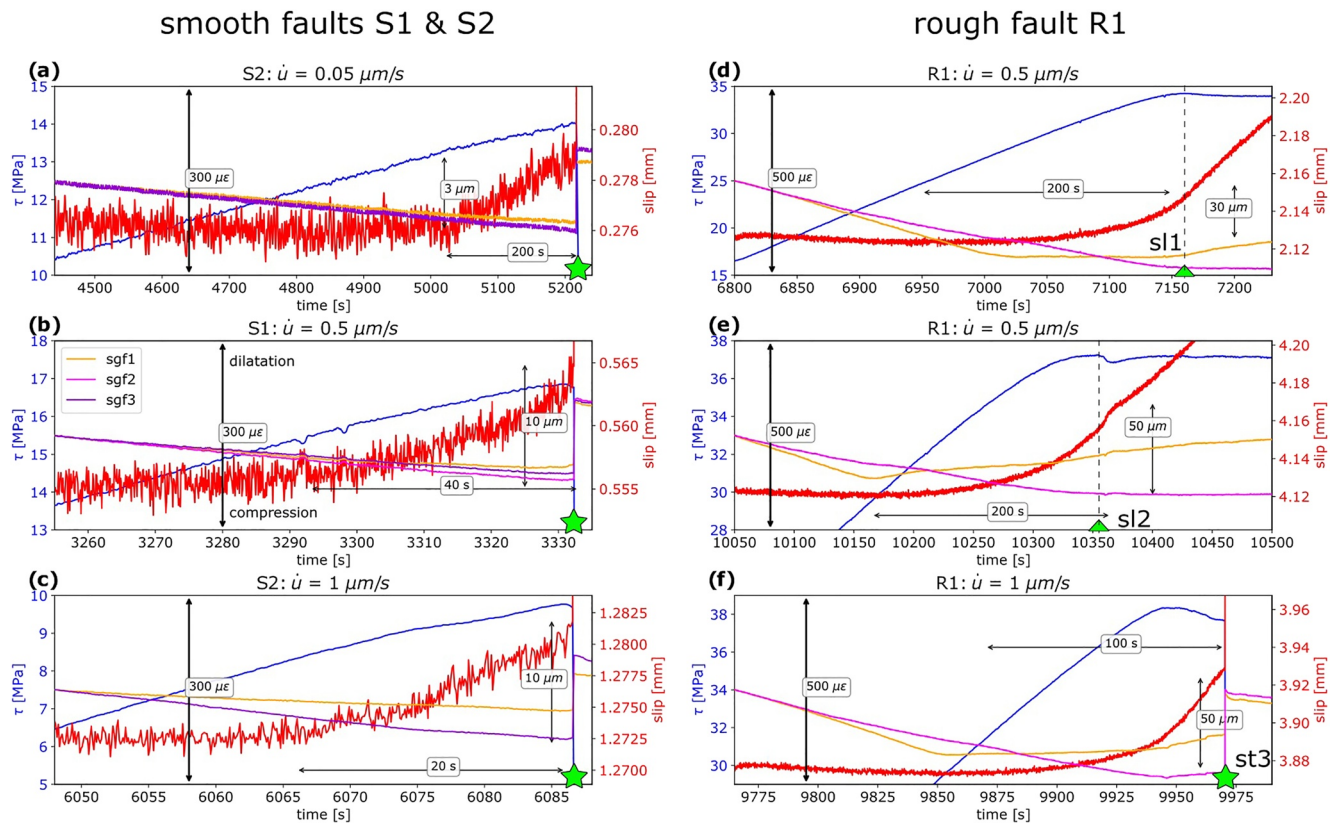 smooth faults S1 & S2
rough fault R1
(a)
S2: u̇ = 0.05 μm/s
15
14
13
12
11
10
τ [MPa]
300 με
3 μm
200 s
0.280
0.278
0.276
slip [mm]
4500 4600 4700 4800 4900 5000 5100 5200
time [s]
(d)
R1: u̇ = 0.5 μm/s
35
30
25
20
15
τ [MPa]
500 με
200 s
30 μm
sl1
2.20
2.18
2.16
2.14
2.12
slip [mm]
6800 6850 6900 6950 7000 7050 7100 7150 7200
time [s]
(b)
S1: u̇ = 0.5 μm/s
18
17
16
15
14
13
τ [MPa]
sgf1
sgf2
sgf3
dilatation
300 με
compression
10 μm
40 s
0.565
0.560
0.555
slip [mm]
3260 3270 3280 3290 3300 3310 3320 3330
time [s]
(e)
R1: u̇ = 0.5 μm/s
38
36
34
32
30
28
τ [MPa]
500 με
50 μm
200 s
sl2
4.20
4.18
4.16
4.14
4.12
slip [mm]
10050 10100 10150 10200 10250 10300 10350 10400 10450 10500
time [s]
(c)
S2: u̇ = 1 μm/s
10
9
8
7
6
5
τ [MPa]
300 με
10 μm
20 s
1.2825
1.2800
1.2775
1.2750
1.2725
1.2700
slip [mm]
6050 6055 6060 6065 6070 6075 6080 6085
time [s]
(f)
R1: u̇ = 1 μm/s
38
36
34
32
30
τ [MPa]
500 με
100 s
50 μm
st3
3.96
3.94
3.92
3.90
3.88
slip [mm]
9775 9800 9825 9850 9875 9900 9925 9950 9975
time [s]